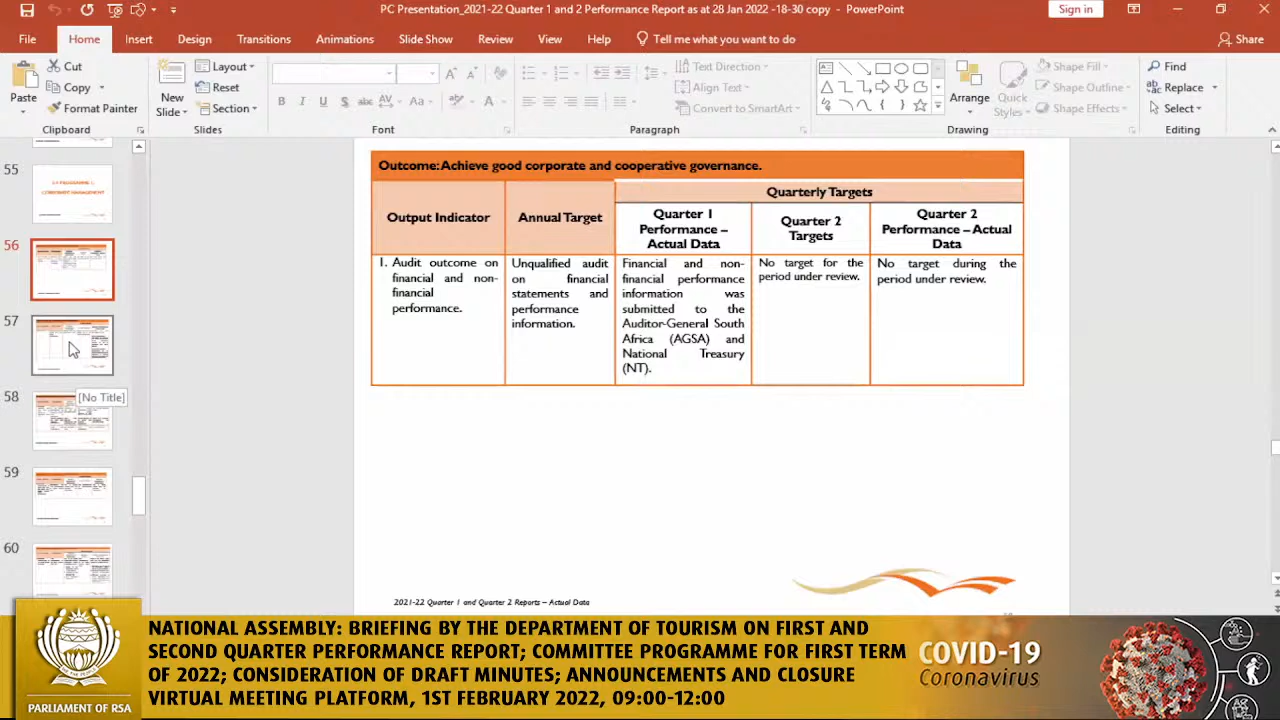 PC Presentation_2021-22 Quarter 1 and 2 Performance Report as at 28 Jan 2022 -18-30 copy - PowerPoint
Sign in
File Home Insert Design Transitions Animations Slide Show Review View Help Tell me what you want to do Share
Paste
Cut
Copy
Format Painter
Clipboard
New Slide
Layout
Reset
Section
Slides
B I U S abc AV Aa A
Font
Text Direction
Align Text
Convert to SmartArt
Paragraph
Arrange
Quick Styles
Shape Fill
Shape Outline
Shape Effects
Drawing
Find
Replace
Select
Editing
55
56
57
[No Title]
58
59
60
Outcome: Achieve good corporate and cooperative governance.
Output Indicator
Annual Target
Quarterly Targets
Quarter 1
Performance –
Actual Data
Quarter 2
Targets
Quarter 2
Performance – Actual
Data
1. Audit outcome on
financial and non-
financial
performance.
Unqualified audit
on financial
statements and
performance
information.
Financial and non-
financial performance
information was
submitted to the
Auditor-General South
Africa (AGSA) and
National Treasury
(NT).
No target for the
period under review.
No target during the
period under review.
2021-22 Quarter 1 and Quarter 2 Reports – Actual Data
PARLIAMENT OF RSA
NATIONAL ASSEMBLY: BRIEFING BY THE DEPARTMENT OF TOURISM ON FIRST AND
SECOND QUARTER PERFORMANCE REPORT; COMMITTEE PROGRAMME FOR FIRST TERM
OF 2022; CONSIDERATION OF DRAFT MINUTES; ANNOUNCEMENTS AND CLOSURE
VIRTUAL MEETING PLATFORM, 1ST FEBRUARY 2022, 09:00-12:00
COVID-19
Coronavirus